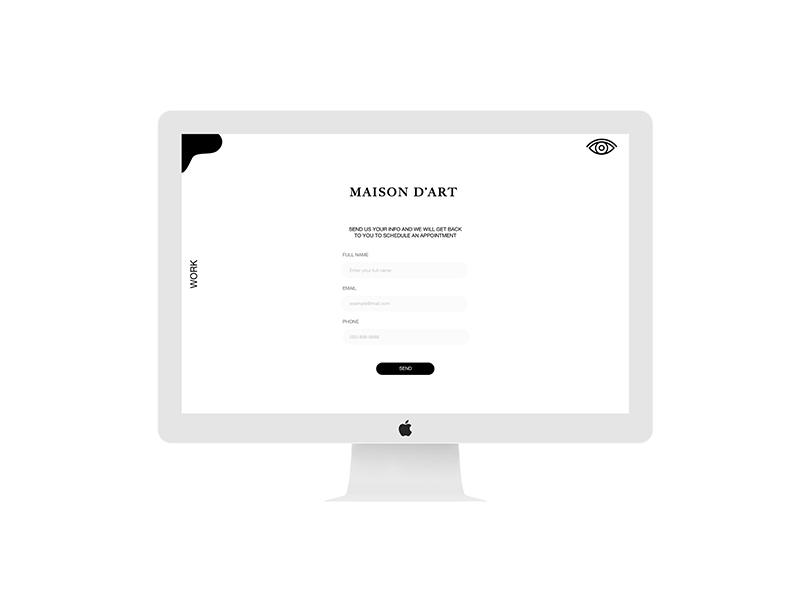 MAISON D'ART
SEND US YOUR INFO AND WE WILL GET BACK
TO YOU TO SCHEDULE AN APPOINTMENT
FULL NAME
Enter your full name
EMAIL
example@mail.com
PHONE
SEND
WORK